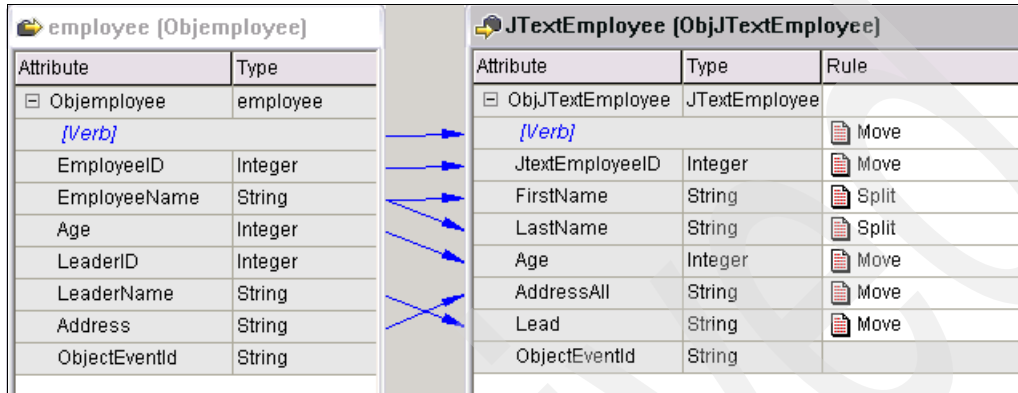 employee (Objemployee)
Attribute Type
Objemployee employee
[Verb]
EmployeeID Integer
EmployeeName String
Age Integer
LeaderID Integer
LeaderName String
Address String
ObjectEventId String
JTextEmployee (ObjJTextEmployee)
Attribute Type Rule
ObjJTextEmployee JTextEmployee
[Verb] Move
JtextEmployeeID Integer Move
FirstName String Split
LastName String Split
Age Integer Move
AddressAll String Move
Lead String Move
ObjectEventId String